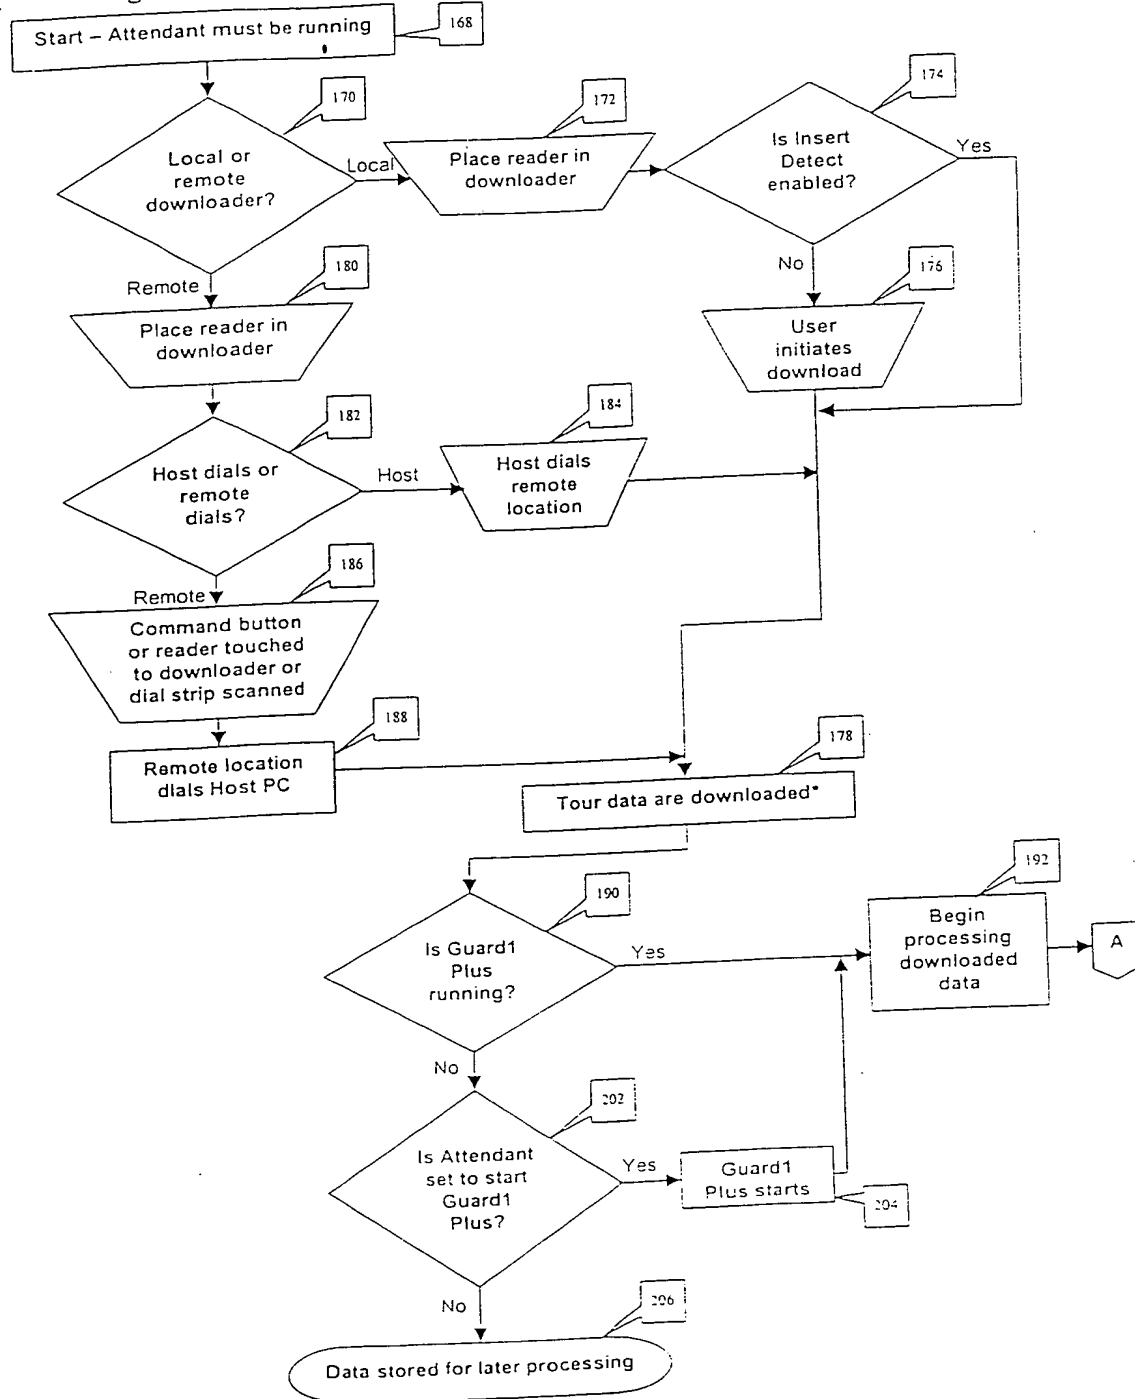 Start – Attendant must be running
168
170
Local or
remote
downloader?
Local
172
Place reader in
downloader
174
Is Insert
Detect
enabled?
Yes
No
176
User
initiates
download
Remote
180
Place reader in
downloader
182
Host dials or
remote
dials?
Host
184
Host dials
remote
location
Remote
186
Command button
or reader touched
to downloader or
dial strip scanned
188
Remote location
dials Host PC
178
Tour data are downloaded*
190
Is Guard1
Plus
running?
Yes
192
Begin
processing
downloaded
data
A
No
202
Is Attendant
set to start
Guard1
Plus?
Yes
Guard1
Plus starts
204
No
206
Data stored for later processing